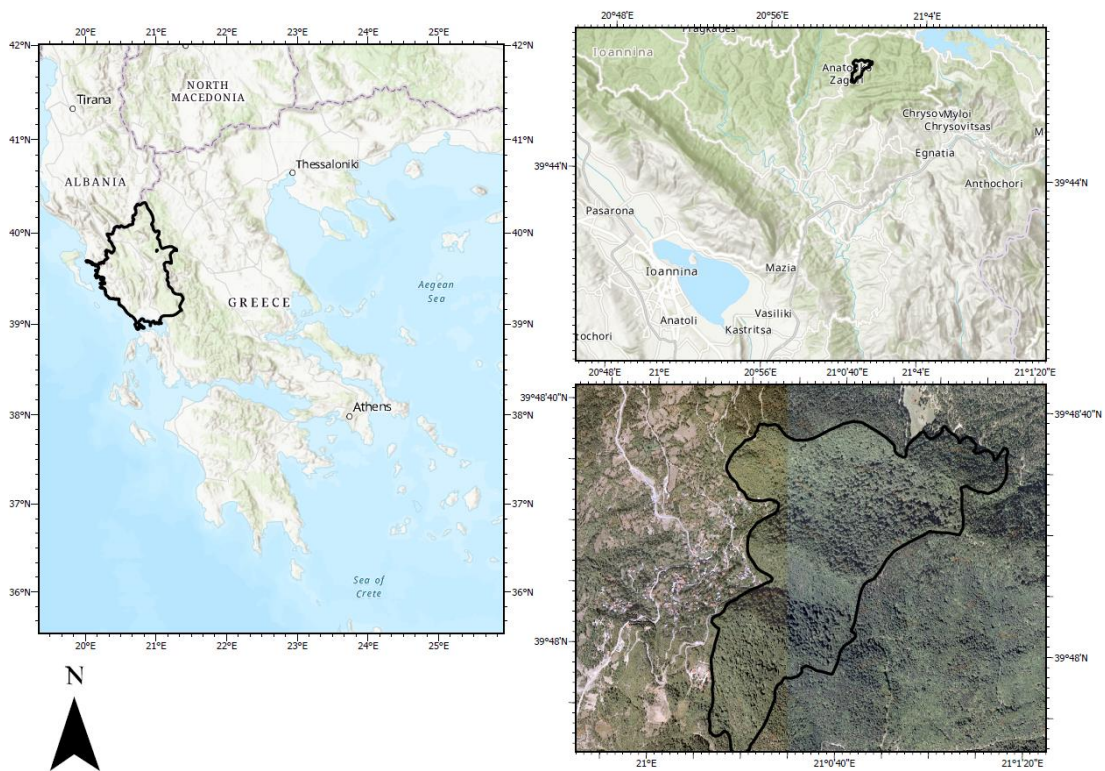 20°E 21°E 22°E 23°E 24°E 25°E
42°N 42°N
NORTH
MACEDONIA
Tirana
41°N 41°N
Thessaloniki
ALBANIA
40°N 40°N
Aegean
Sea
GREECE
39°N 39°N
38°N 38°N
Athens
37°N 37°N
Sea of
Crete
36°N 36°N
20°E 21°E 22°E 23°E 24°E 25°E
N
20°48'E 20°56'E 21°4'E
Fragkades
Ioannina
Zagori
Chrysovitsas
Egnatia
39°44'N 39°44'N
Anthochori
Pasarona
Ioannina
Mazia
Vasiliki
Anatoli
Kastritsa
tochori
20°48'E 20°56'E 21°4'E
21°E 21°0'40"E 21°1'20"E
39°48'40"N 39°48'40"N
39°48'N 39°48'N
21°E 21°0'40"E 21°1'20"E